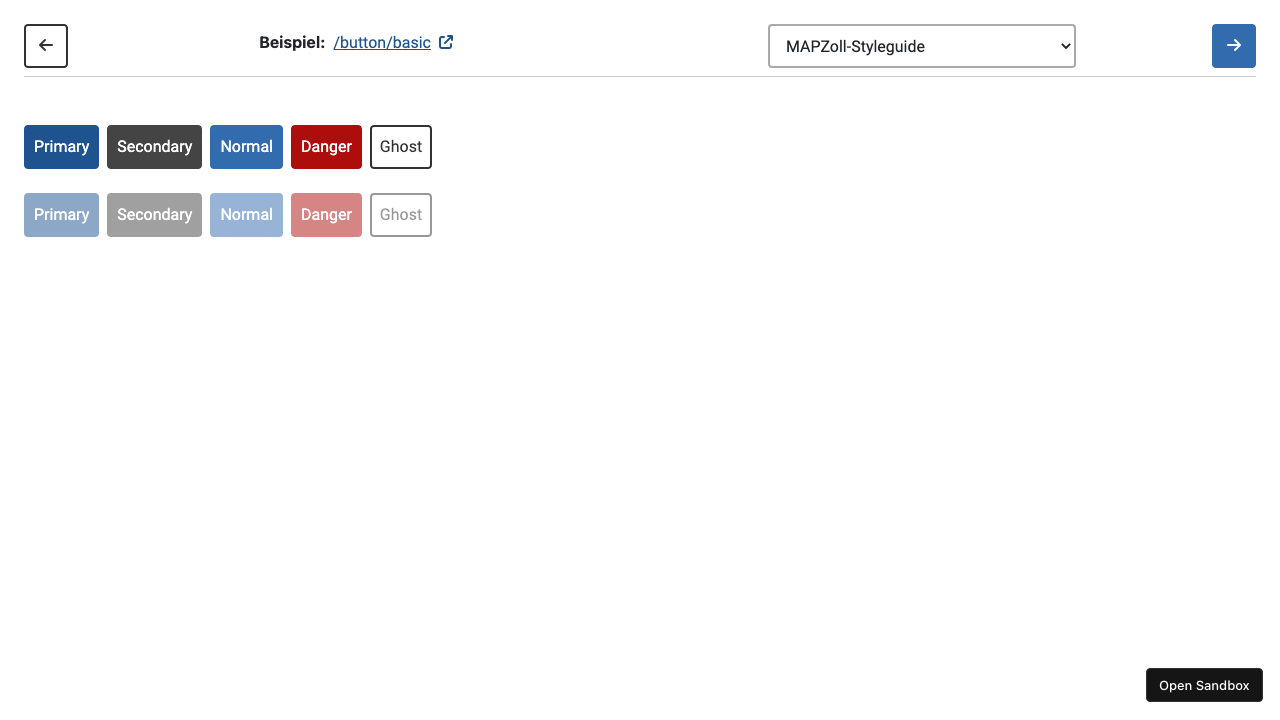 Beispiel: /button/basic MAPZoll-Styleguide
Primary Secondary Normal Danger Ghost
Primary Secondary Normal Danger Ghost
Open Sandbox